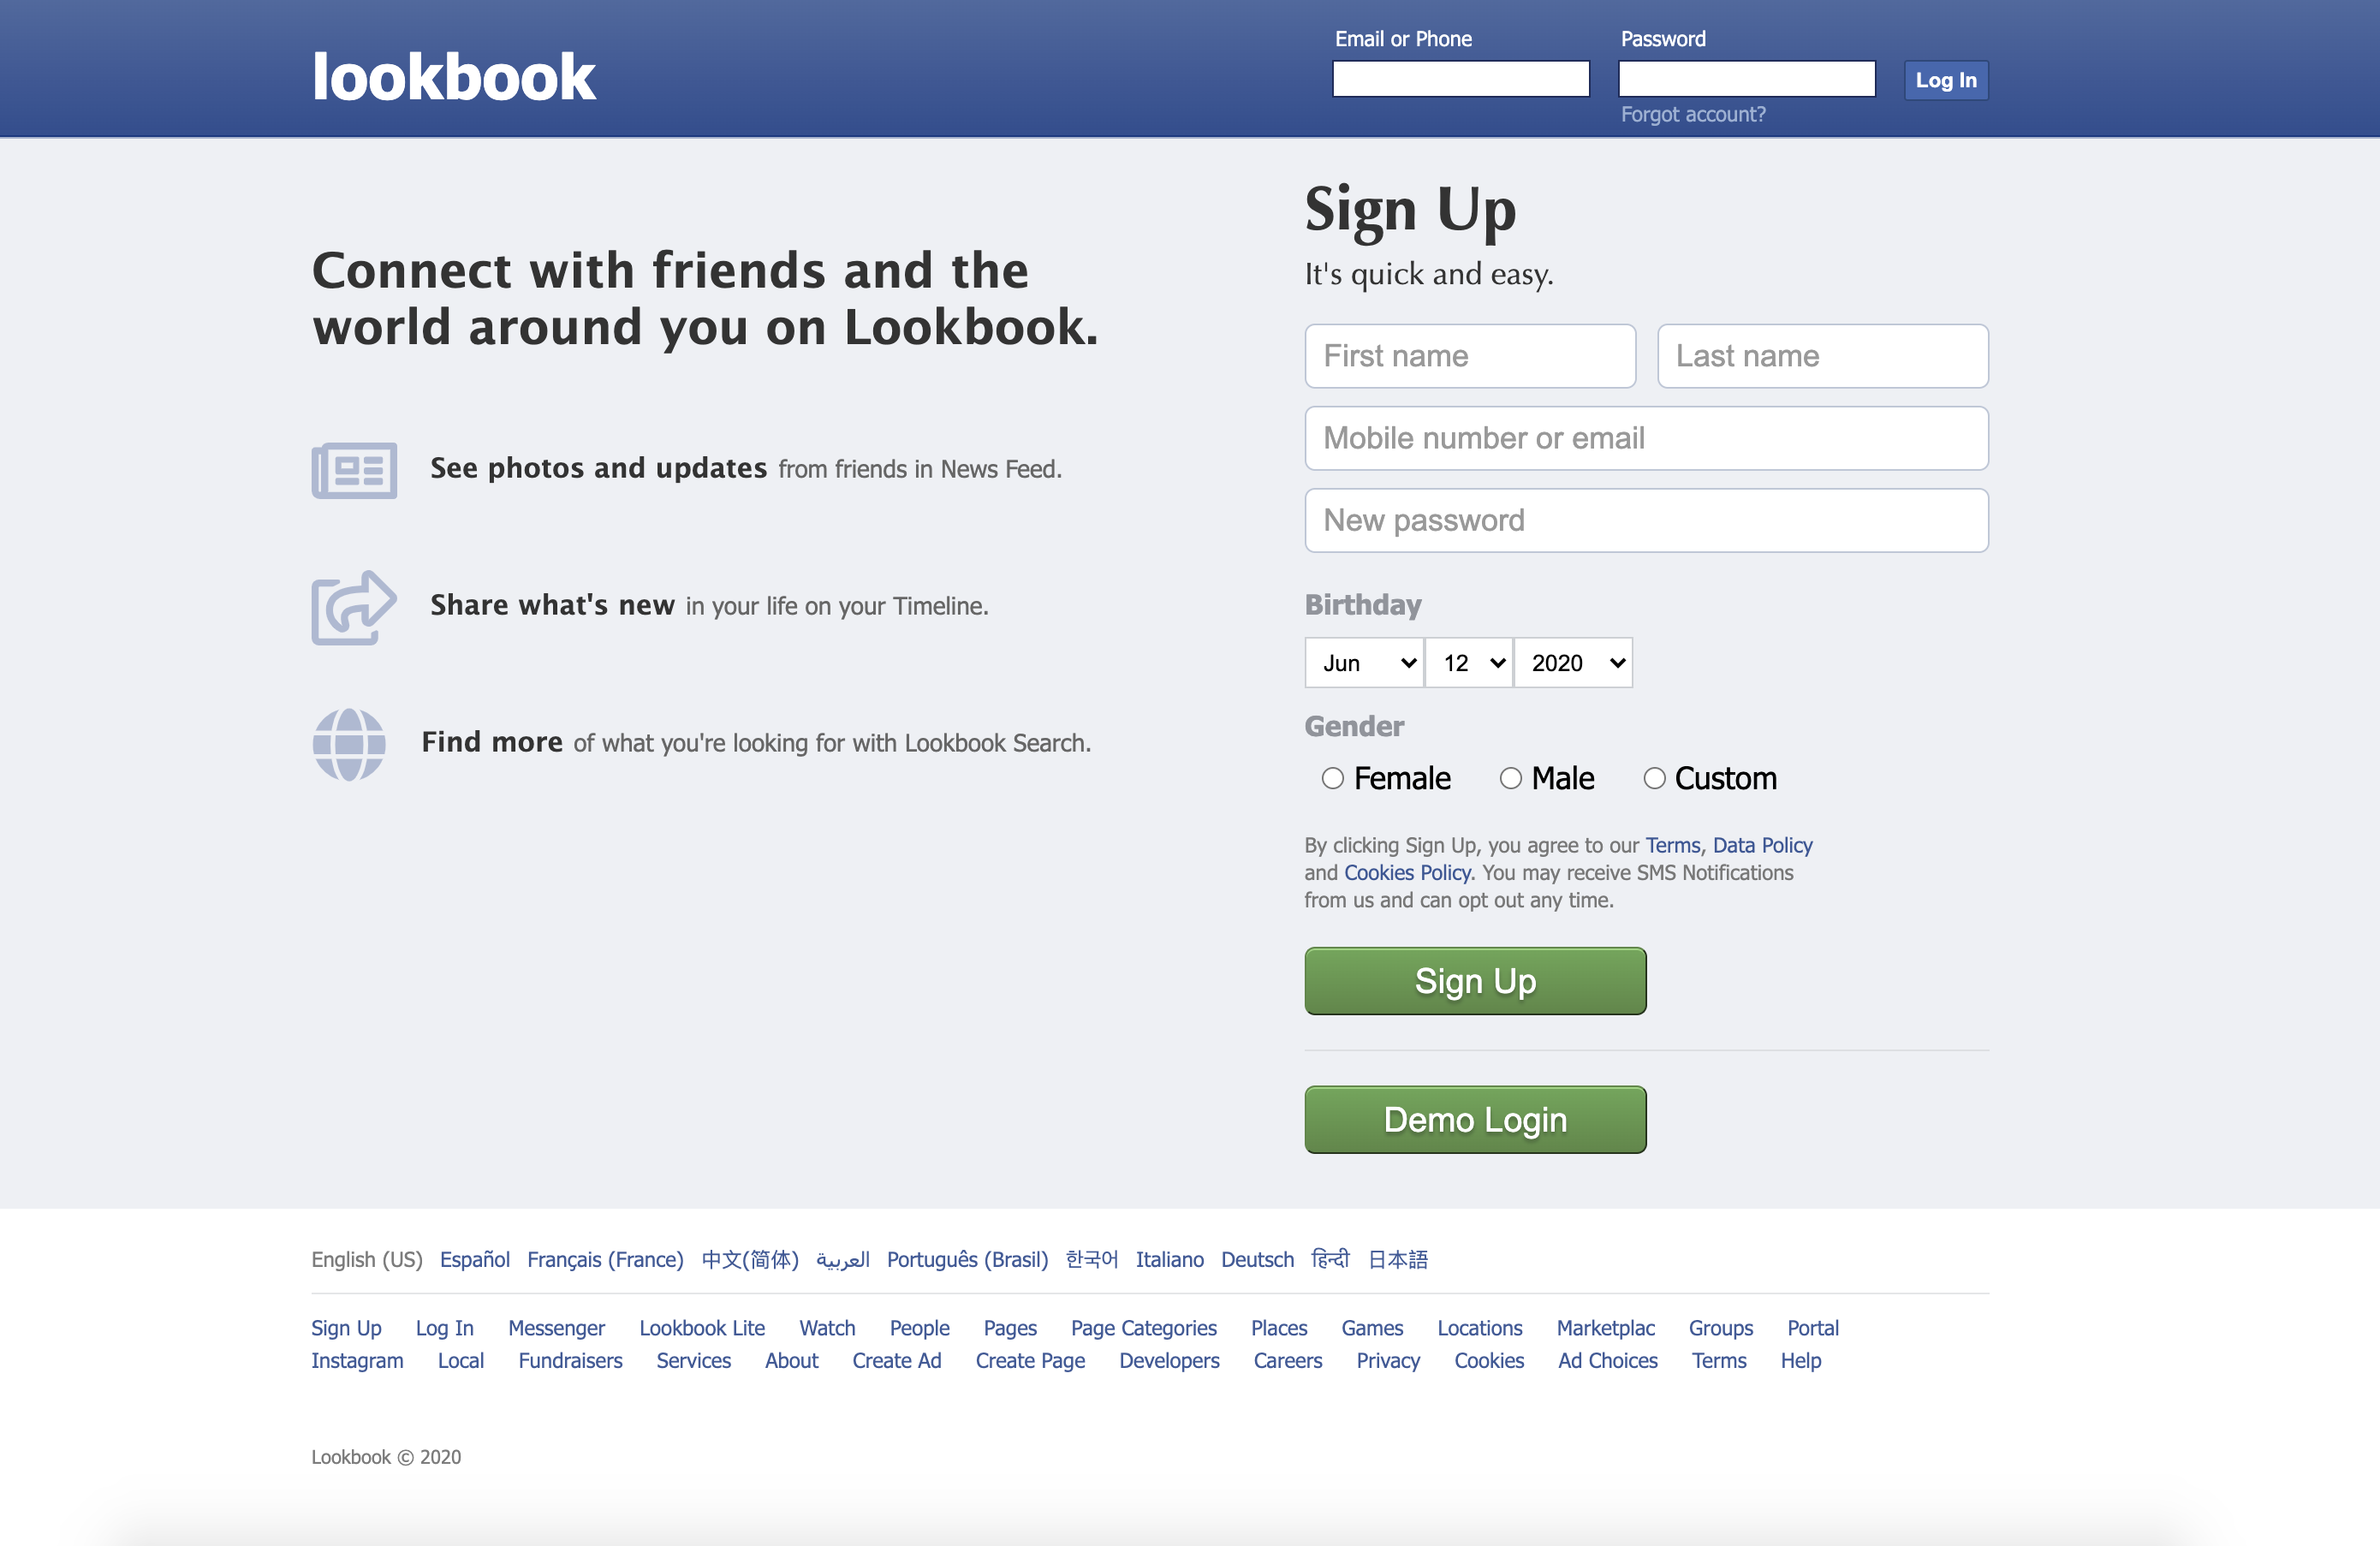 lookbook
Email or Phone
Password
Log In
Forgot account?
Connect with friends and the
world around you on Lookbook.
See photos and updates from friends in News Feed.
Share what's new in your life on your Timeline.
Find more of what you're looking for with Lookbook Search.
Sign Up
It's quick and easy.
First name
Last name
Mobile number or email
New password
Birthday
Jun 12 2020
Gender
Female Male Custom
By clicking Sign Up, you agree to our Terms, Data Policy
and Cookies Policy. You may receive SMS Notifications
from us and can opt out any time.
Sign Up
Demo Login
English (US) Español Français (France) 中文(简体) العربية Português (Brasil) 한국어 Italiano Deutsch हिन्दी 日本語
Sign Up Log In Messenger Lookbook Lite Watch People Pages Page Categories Places Games Locations Marketplac Groups Portal
Instagram Local Fundraisers Services About Create Ad Create Page Developers Careers Privacy Cookies Ad Choices Terms Help
Lookbook © 2020